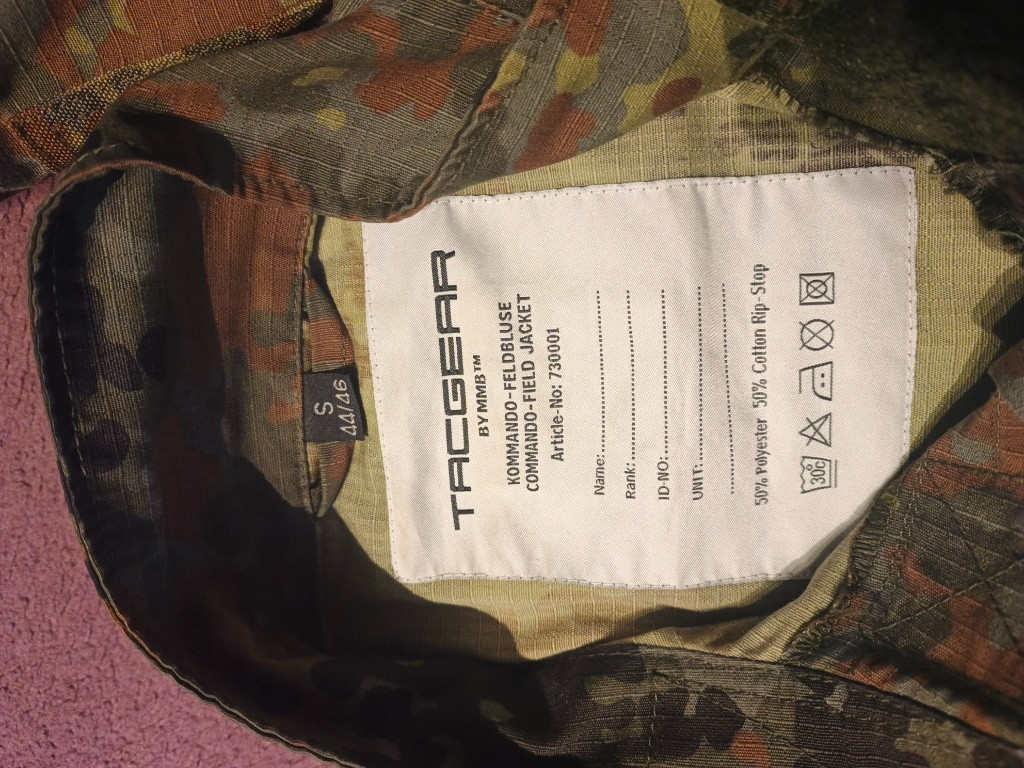 S
44/46
TACGEAR
BY MMB™
KOMMANDO-FELDBLUSE
COMMANDO-FIELD JACKET
Article-No: 730001
Name:
Rank:
ID-NO:
UNIT:
50% Polyester 50% Cotton Rip-Stop
30°C